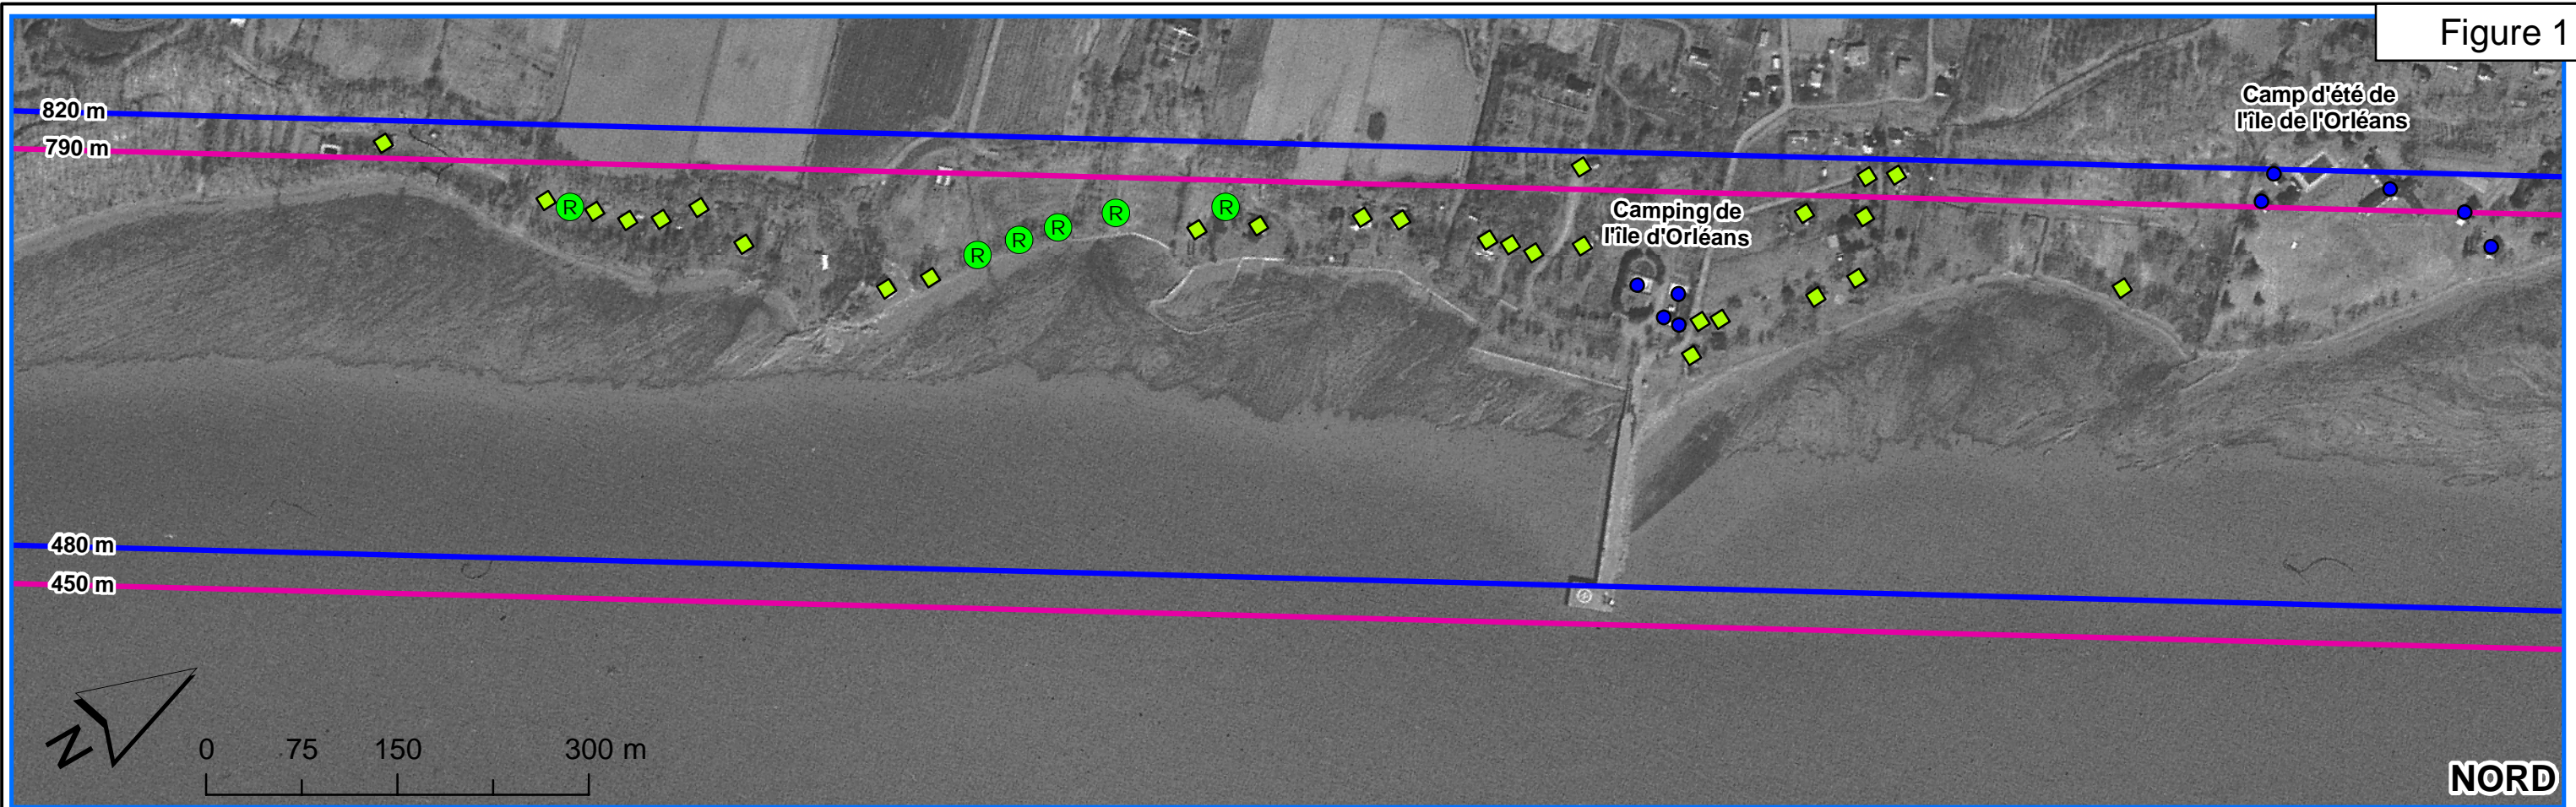 Figure 1
Camp d'été de
l'île de l'Orléans
820 m
790 m
Camping de
l'île d'Orléans
R
R
R
R
R
R
480 m
450 m
N
0 75 150 300 m
NORD